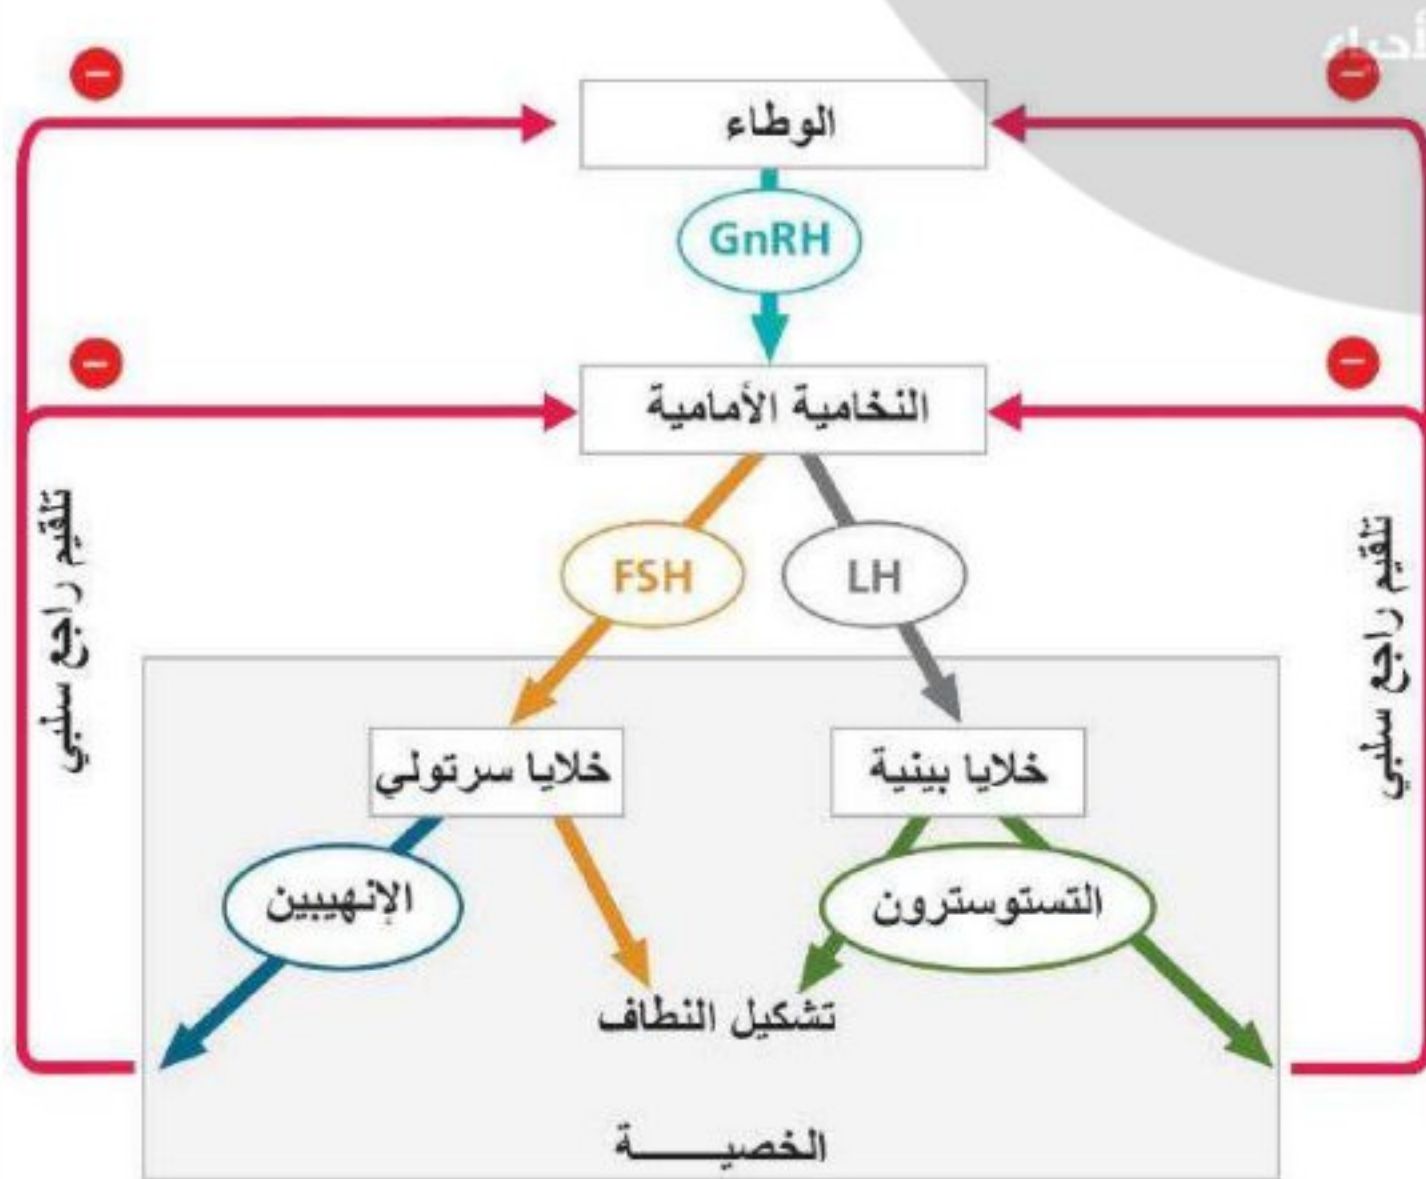 الوطاء
GnRH
النخامية الأمامية
FSH
LH
تلقيم راجع سلبي
تلقيم راجع سلبي
خلايا سرتولي
خلايا بينية
الإنهيبين
التستوسترون
تشكيل النطاف
الخصيـــــة